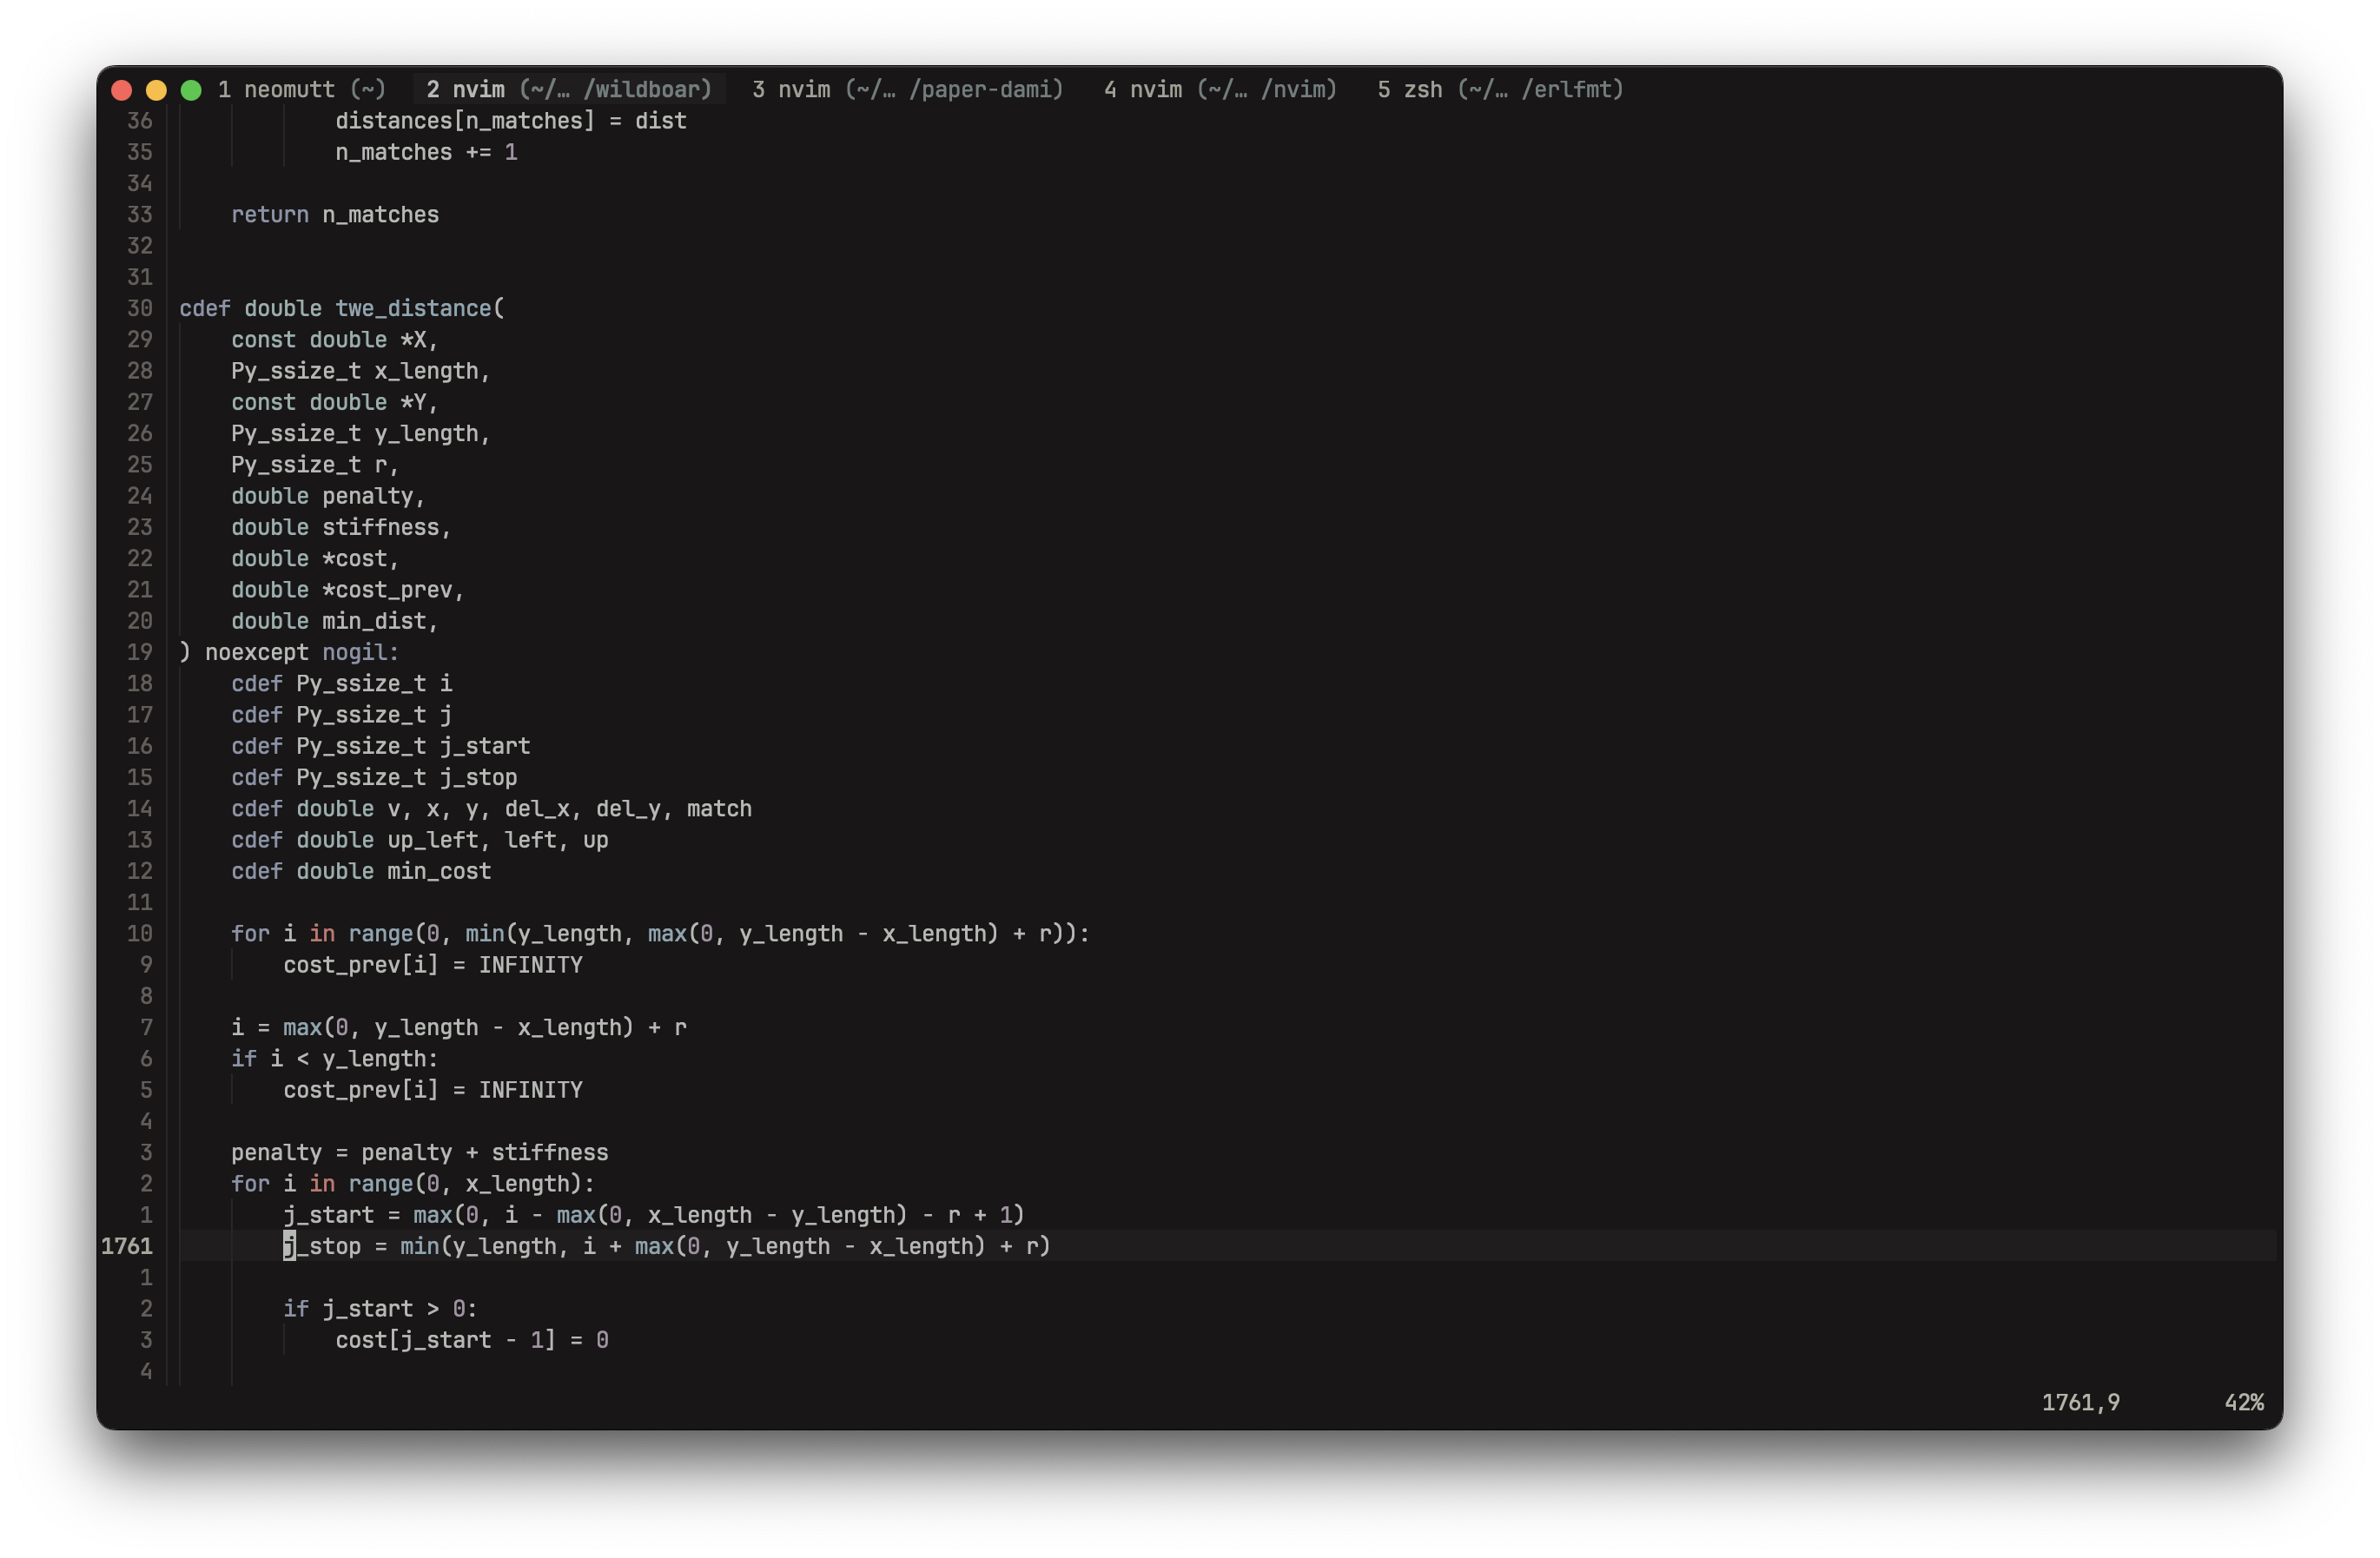 1 neomutt (~) 2 nvim (~/… /wildboar) 3 nvim (~/… /paper-dami) 4 nvim (~/… /nvim) 5 zsh (~/… /erlfmt)
36 distances[n_matches] = dist
35 n_matches += 1
34
33 return n_matches
32
31
30 cdef double twe_distance(
29 const double *X,
28 Py_ssize_t x_length,
27 const double *Y,
26 Py_ssize_t y_length,
25 Py_ssize_t r,
24 double penalty,
23 double stiffness,
22 double *cost,
21 double *cost_prev,
20 double min_dist,
19 ) noexcept nogil:
18 cdef Py_ssize_t i
17 cdef Py_ssize_t j
16 cdef Py_ssize_t j_start
15 cdef Py_ssize_t j_stop
14 cdef double v, x, y, del_x, del_y, match
13 cdef double up_left, left, up
12 cdef double min_cost
11
10 for i in range(0, min(y_length, max(0, y_length - x_length) + r)):
9 cost_prev[i] = INFINITY
8
7 i = max(0, y_length - x_length) + r
6 if i < y_length:
5 cost_prev[i] = INFINITY
4
3 penalty = penalty + stiffness
2 for i in range(0, x_length):
1 j_start = max(0, i - max(0, x_length - y_length) - r + 1)
1761 j_stop = min(y_length, i + max(0, y_length - x_length) + r)
1
2 if j_start > 0:
3 cost[j_start - 1] = 0
4
1761,9 42%